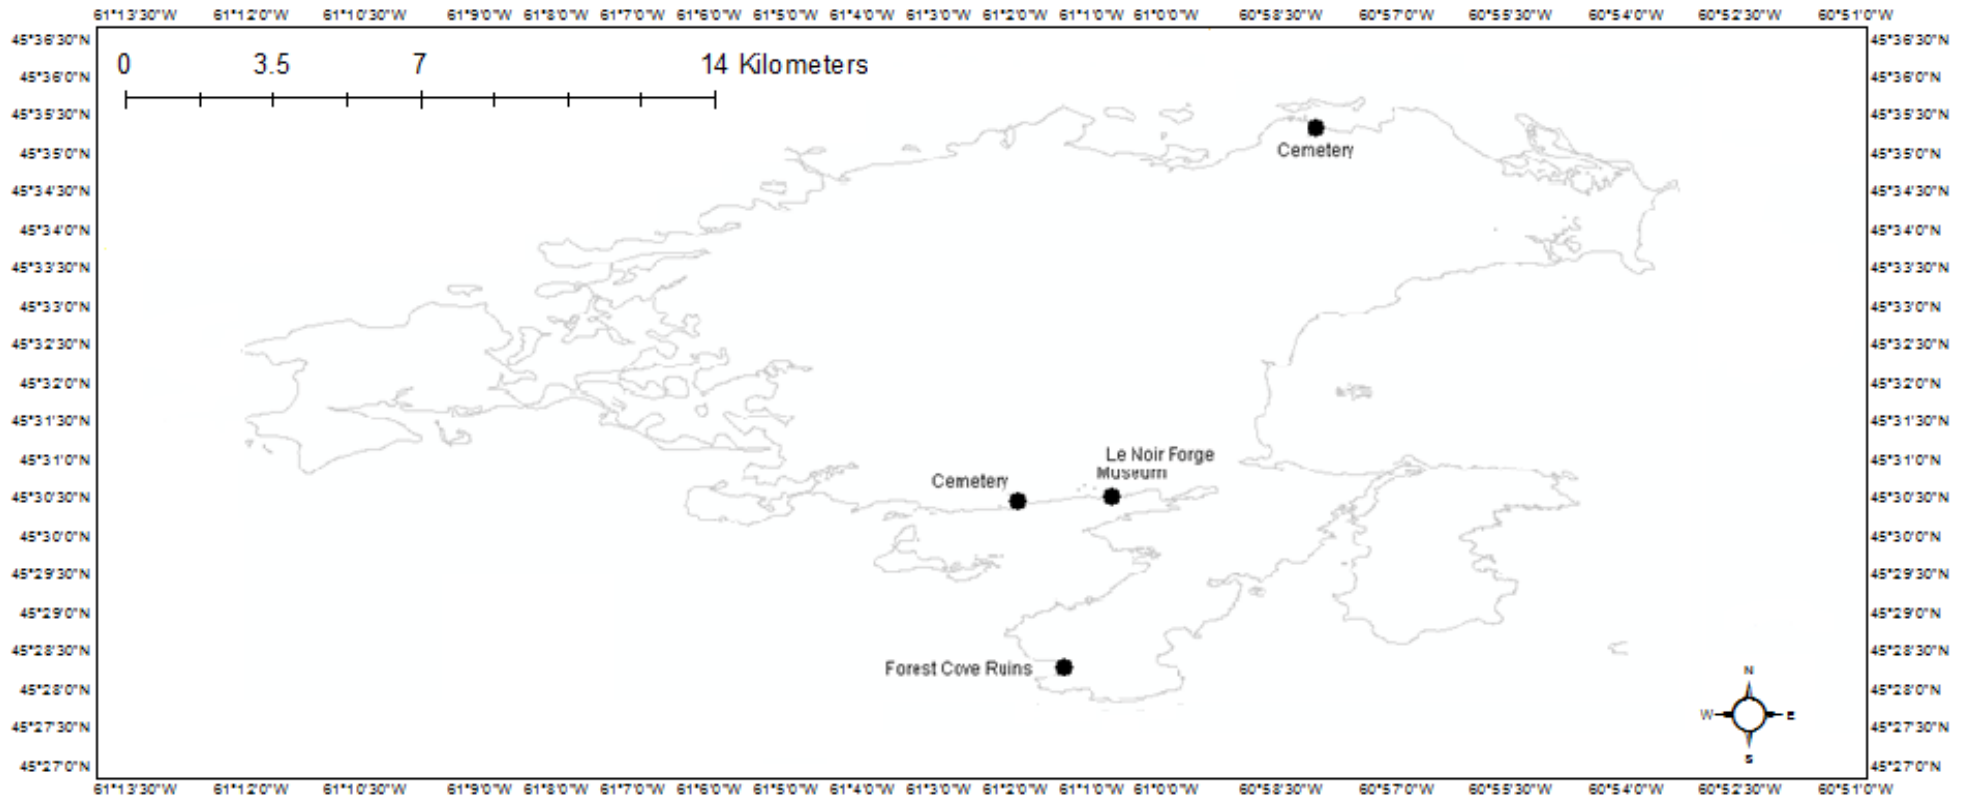 61°13'30"W 61°12'0"W 61°10'30"W 61°9'0"W 61°8'0"W 61°7'0"W 61°6'0"W 61°5'0"W 61°4'0"W 61°3'0"W 61°2'0"W 61°1'0"W 61°0'0"W 60°58'30"W 60°57'0"W 60°55'30"W 60°54'0"W 60°52'30"W 60°51'0"W
45°36'30"N 45°36'30"N
0 3.5 7 14 Kilometers
45°36'0"N 45°36'0"N
45°35'30"N 45°35'30"N
Cemetery
45°35'0"N 45°35'0"N
45°34'30"N 45°34'30"N
45°34'0"N 45°34'0"N
45°33'30"N 45°33'30"N
45°33'0"N 45°33'0"N
45°32'30"N 45°32'30"N
45°32'0"N 45°32'0"N
45°31'30"N 45°31'30"N
Le Noir Forge
45°31'0"N 45°31'0"N
Museum
Cemetery
45°30'30"N 45°30'30"N
45°30'0"N 45°30'0"N
45°29'30"N 45°29'30"N
45°29'0"N 45°29'0"N
45°28'30"N 45°28'30"N
Forest Cove Ruins
N
45°28'0"N 45°28'0"N
W E
45°27'30"N 45°27'30"N
S
45°27'0"N 45°27'0"N
61°13'30"W 61°12'0"W 61°10'30"W 61°9'0"W 61°8'0"W 61°7'0"W 61°6'0"W 61°5'0"W 61°4'0"W 61°3'0"W 61°2'0"W 61°1'0"W 61°0'0"W 60°58'30"W 60°57'0"W 60°55'30"W 60°54'0"W 60°52'30"W 60°51'0"W